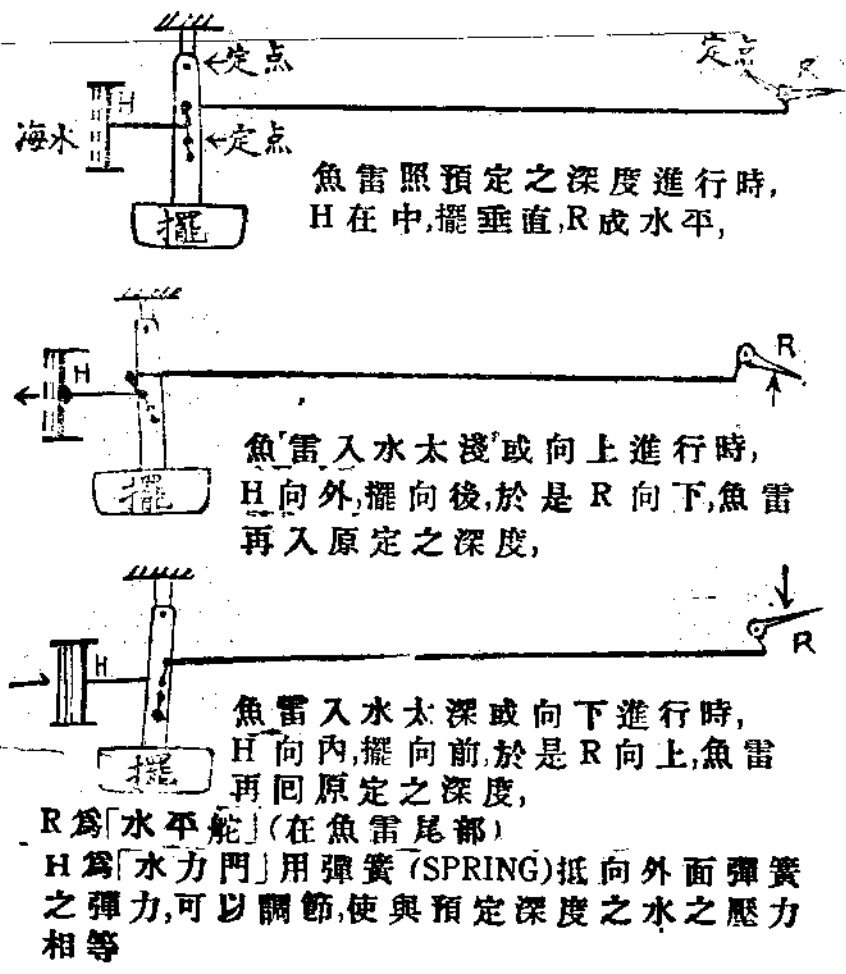 ←定点
定点
R
H
海水
←定点
魚雷照預定之深度進行時,
擺
H在中,擺垂直,R成水平,
R
H
魚雷入水太淺或向上進行時,
擺
H向外,擺向後,於是R向下,魚雷
再入原定之深度,
H
R
魚雷入水太深或向下進行時,
H向內,擺向前,於是R向上,魚雷
擺
再回原定之深度,
R爲「水平舵」(在魚雷尾部)
H爲「水力門」用彈簧(SPRING)抵向外面彈簧
之彈力,可以調節,使與預定深度之水之壓力
相等